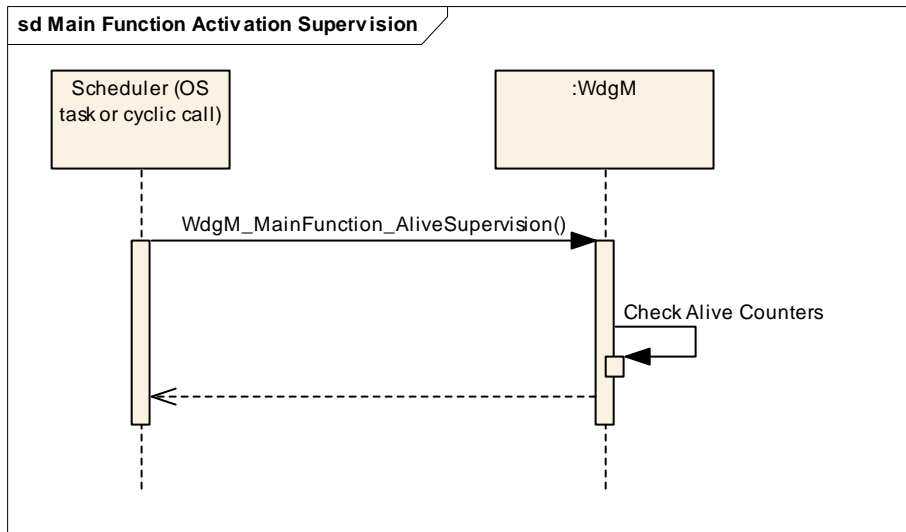 sd Main Function Activation Supervision
Scheduler (OS
task or cyclic call)
:WdgM
WdgM_MainFunction_AliveSupervision()
Check Alive Counters